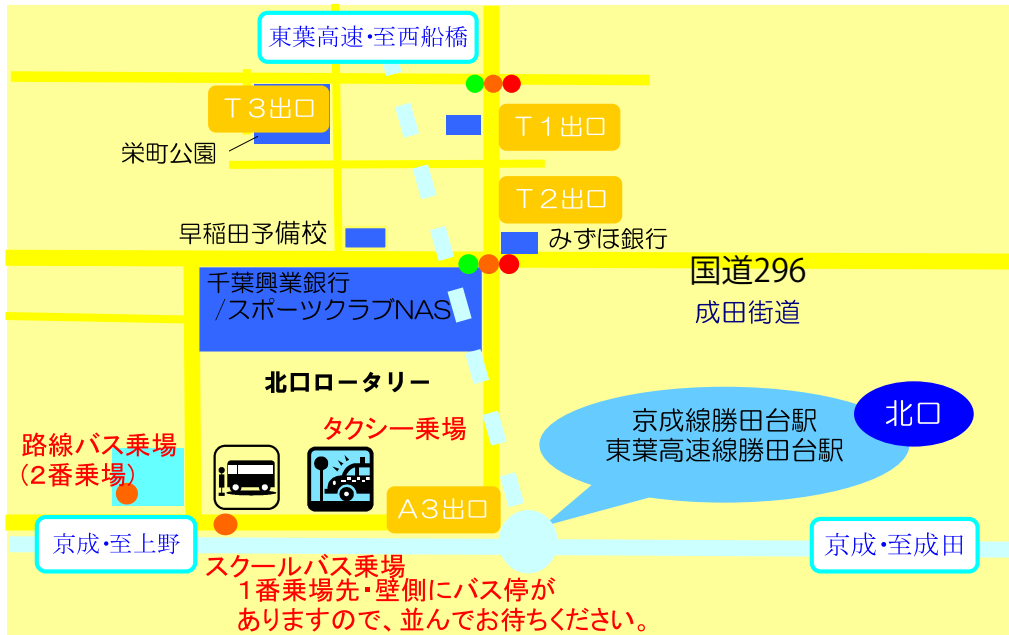 東葉高速・至西船橋
T3出口
T1出口
栄町公園
T2出口
早稲田予備校
みずほ銀行
国道296
成田街道
千葉興業銀行
/スポーツクラブNAS
北口ロータリー
北口
京成線勝田台駅
東葉高速線勝田台駅
タクシー乗場
路線バス乗場
(2番乗場)
A3出口
京成・至上野
京成・至成田
スクールバス乗場
1番乗場先・壁側にバス停が
ありますので、並んでお待ちください。